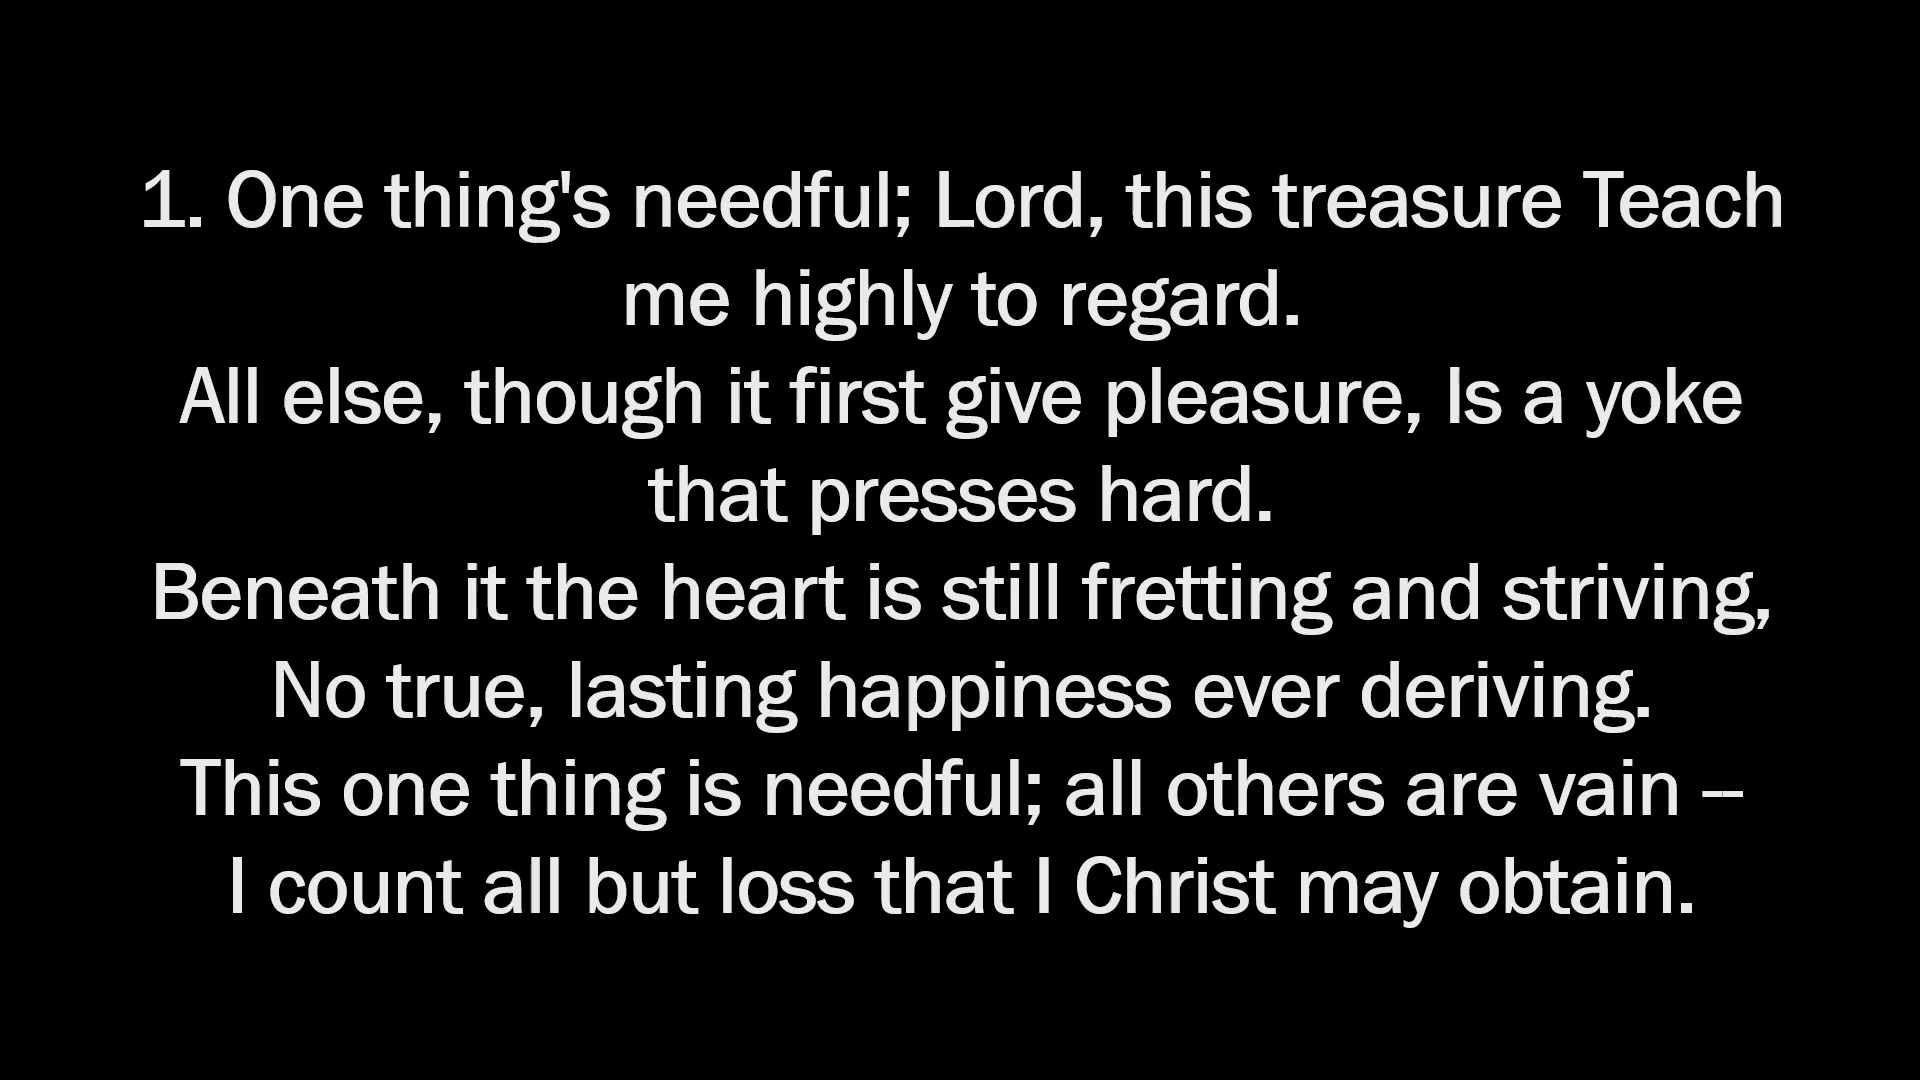 1. One thing's needful; Lord, this treasure Teach
me highly to regard.
All else, though it first give pleasure, Is a yoke
that presses hard.
Beneath it the heart is still fretting and striving,
No true, lasting happiness ever deriving.
This one thing is needful; all others are vain --
I count all but loss that I Christ may obtain.